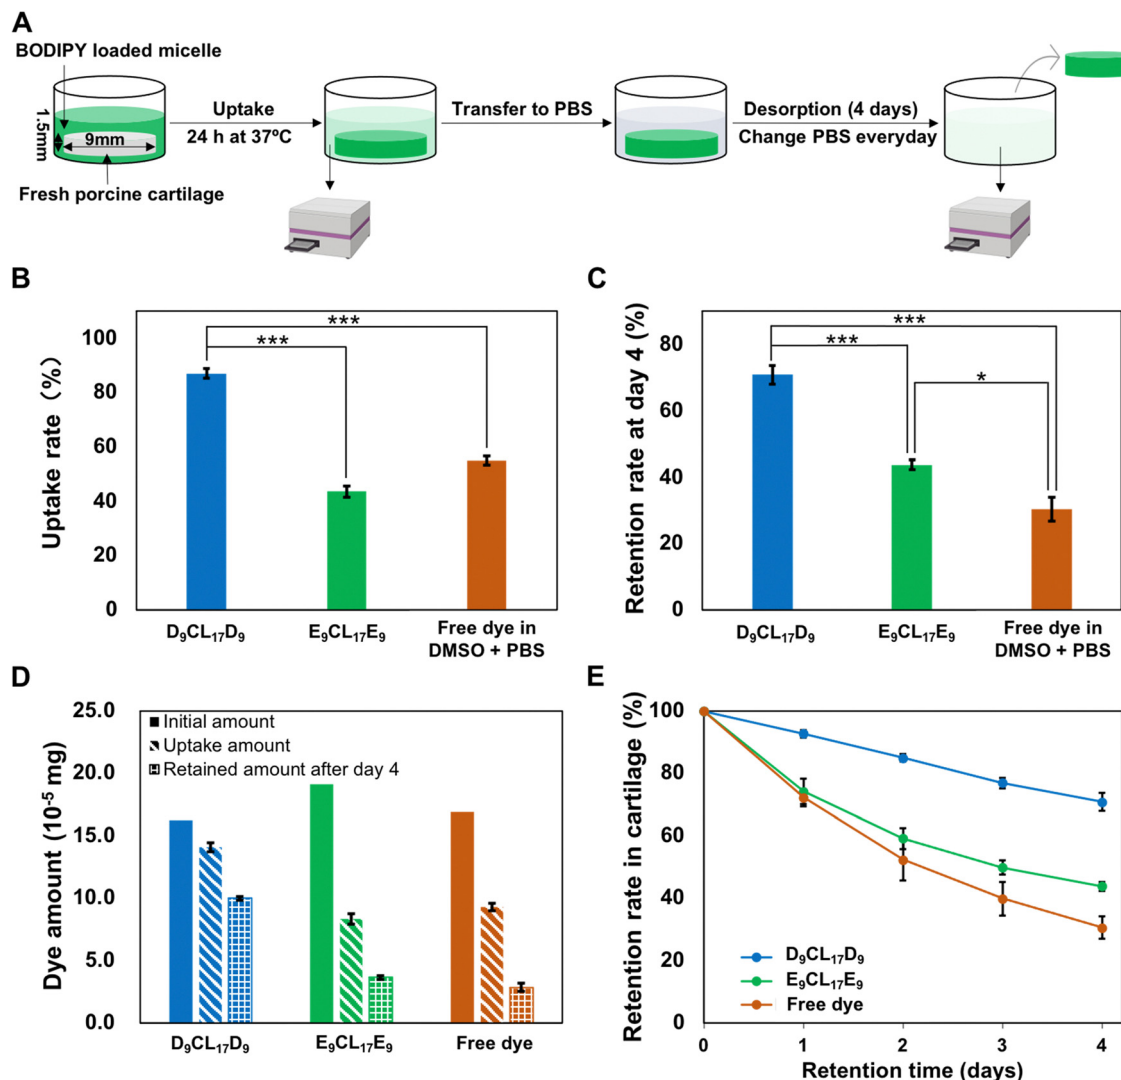 A
BODIPY loaded micelle
1.5mm
9mm
Fresh porcine cartilage
Uptake
24 h at 37ºC
Transfer to PBS
Desorption (4 days)
Change PBS everyday
B
Uptake rate (%)
100
80
60
40
20
0
***
***
D₉CL₁₇D₉
E₉CL₁₇E₉
Free dye in
DMSO + PBS
C
Retention rate at day 4 (%)
80
60
40
20
0
***
***
*
D₉CL₁₇D₉
E₉CL₁₇E₉
Free dye in
DMSO + PBS
D
Dye amount (10⁻⁵ mg)
25.0
20.0
15.0
10.0
5.0
0.0
Initial amount
Uptake amount
Retained amount after day 4
D₉CL₁₇D₉
E₉CL₁₇E₉
Free dye
E
Retention rate in cartilage (%)
100
80
60
40
20
0
D₉CL₁₇D₉
E₉CL₁₇E₉
Free dye
0
1
2
3
4
Retention time (days)